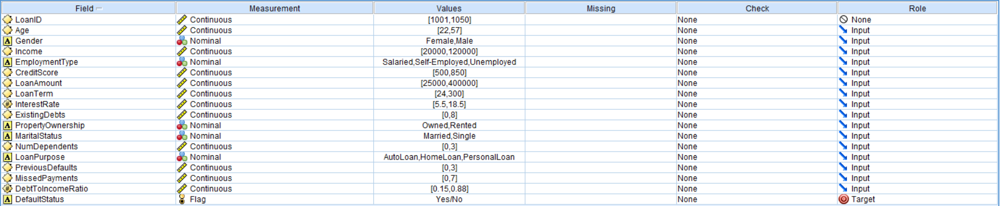 Field Measurement Values Missing Check Role
LoanID Continuous [1001,1050] None None
Age Continuous [22,57] None Input
A Gender Nominal Female,Male None Input
Income Continuous [20000,120000] None Input
A EmploymentType Nominal Salaried,Self-Employed,Unemployed None Input
CreditScore Continuous [500,850] None Input
LoanAmount Continuous [25000,400000] None Input
LoanTerm Continuous [24,300] None Input
# InterestRate Continuous [5.5,18.5] None Input
ExistingDebts Continuous [0,8] None Input
A PropertyOwnership Nominal Owned,Rented None Input
A MaritalStatus Nominal Married,Single None Input
NumDependents Continuous [0,3] None Input
A LoanPurpose Nominal AutoLoan,HomeLoan,PersonalLoan None Input
PreviousDefaults Continuous [0,3] None Input
MissedPayments Continuous [0,7] None Input
# DebtToIncomeRatio Continuous [0.15,0.88] None Input
A DefaultStatus Flag Yes/No None Target